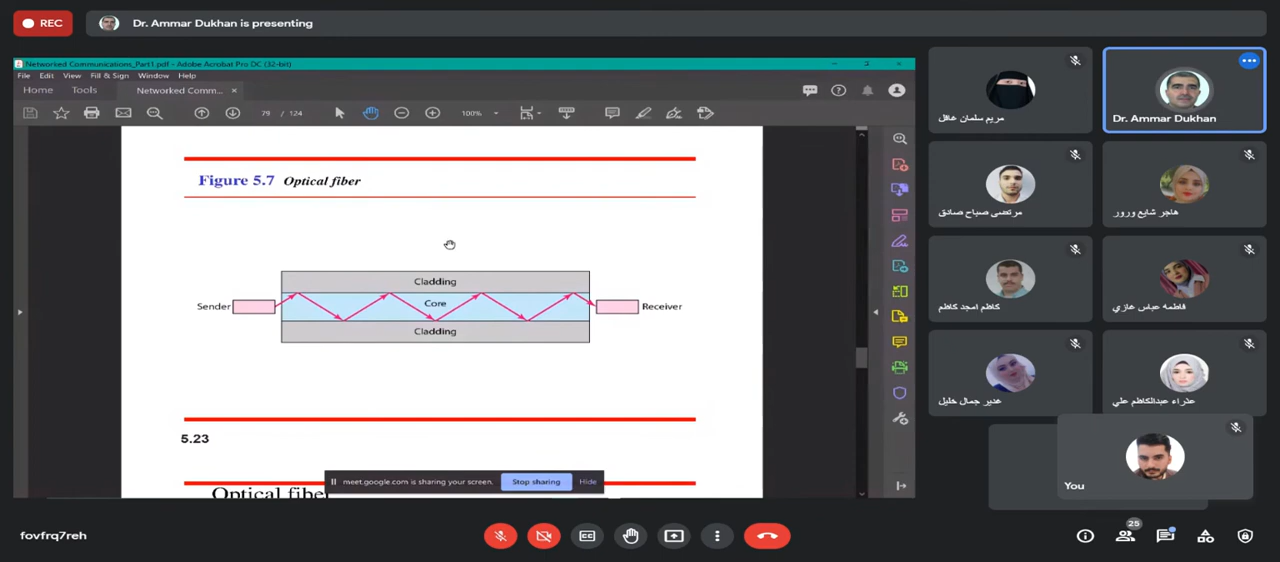 REC
Dr. Ammar Dukhan is presenting
Networked Communications_Part1.pdf - Adobe Acrobat Pro DC (32-bit)
File Edit View Fill & Sign Window Help
Home Tools Networked Comm... ×
79 / 124 100%
Figure 5.7 Optical fiber
Cladding
Sender Core Receiver
Cladding
5.23
Optical fiber
meet.google.com is sharing your screen. Stop sharing Hide
مريم سلمان عاقل
Dr. Ammar Dukhan
مرتضى صباح صادق
هاجر شايع ورور
كاظم امجد كاظم
فاطمه عباس غازي
غدير جمال خليل
عذراء عبدالكاظم علي
You
fovfrq7reh
25